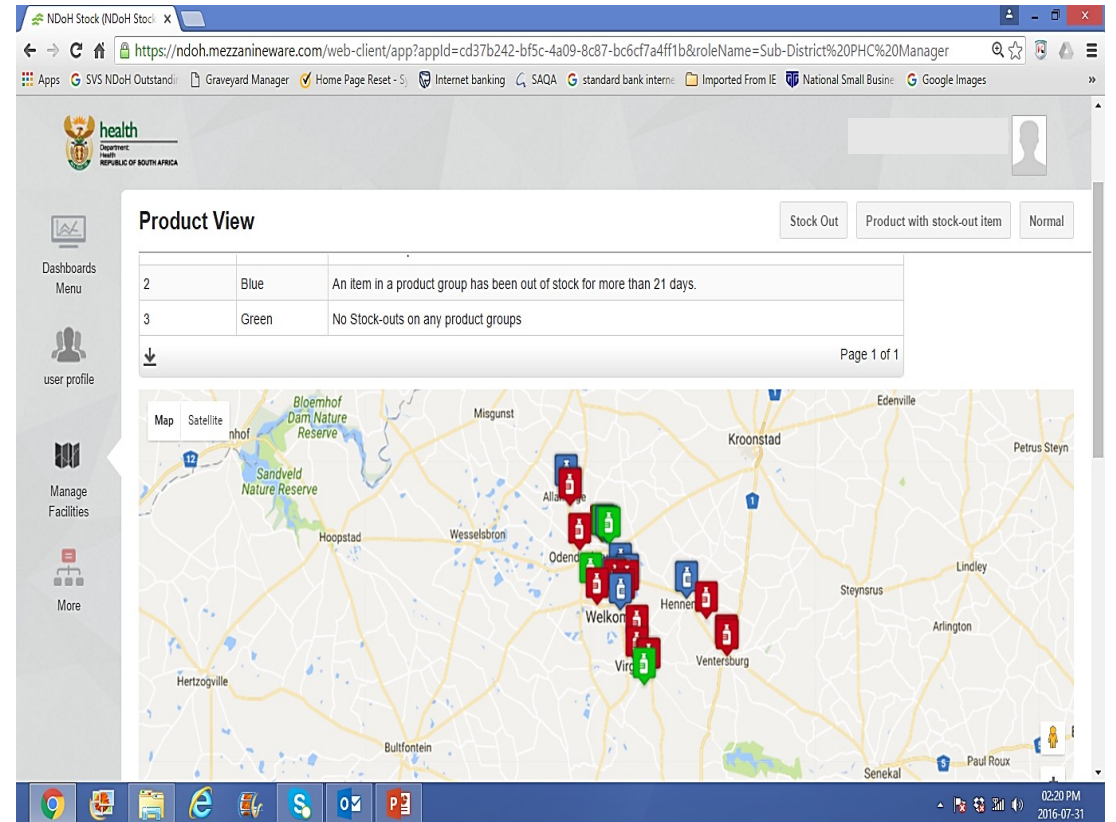 NDoH Stock (NDoH Stock
https://ndoh.mezzanineware.com/web-client/app?appId=cd37b242-bf5c-4a09-8c87-bc6cf7a4ff1b&roleName=Sub-District%20PHC%20Manager
Apps SVS NDoH Outstandin Graveyard Manager Home Page Reset - Sy Internet banking SAQA standard bank interne Imported From IE National Small Busine Google Images »
health
Department:
Health
REPUBLIC OF SOUTH AFRICA
Product View
Stock Out Product with stock-out item Normal
Dashboards
Menu
2 Blue An item in a product group has been out of stock for more than 21 days.
3 Green No Stock-outs on any product groups
Page 1 of 1
user profile
Manage
Facilities
More
Map Satellite
Bloemhof
Dam Nature
Reserve
nhof
12
Sandveld
Nature Reserve
Misgunst
Edenville
1
Kroonstad
Petrus Steyn
1
Hoopstad
Wesselsbron
Odend
Lindley
Steynsrus
Hennen
Welkom
Arlington
Virg
Ventersburg
Hertzogville
Bultfontein
5
Paul Roux
Senekal
02:20 PM
2016-07-31